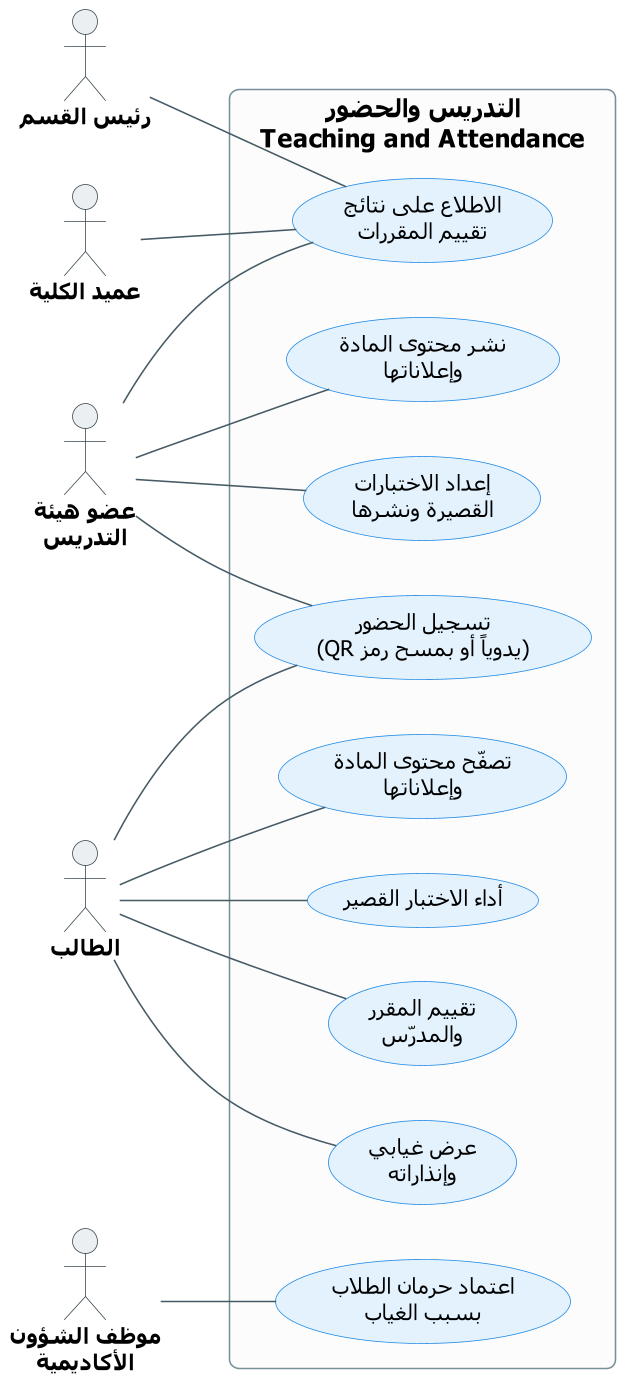 رئيس القسم
التدريس والحضور
Teaching and Attendance
الاطلاع على نتائج
تقييم المقررات
عميد الكلية
نشر محتوى المادة
وإعلاناتها
عضو هيئة
التدريس
إعداد الاختبارات
القصيرة ونشرها
تسجيل الحضور
(يدوياً أو بمسح رمز QR)
تصفّح محتوى المادة
وإعلاناتها
الطالب
أداء الاختبار القصير
تقييم المقرر
والمدرّس
عرض غيابي
وإنذاراته
موظف الشؤون
الأكاديمية
اعتماد حرمان الطلاب
بسبب الغياب